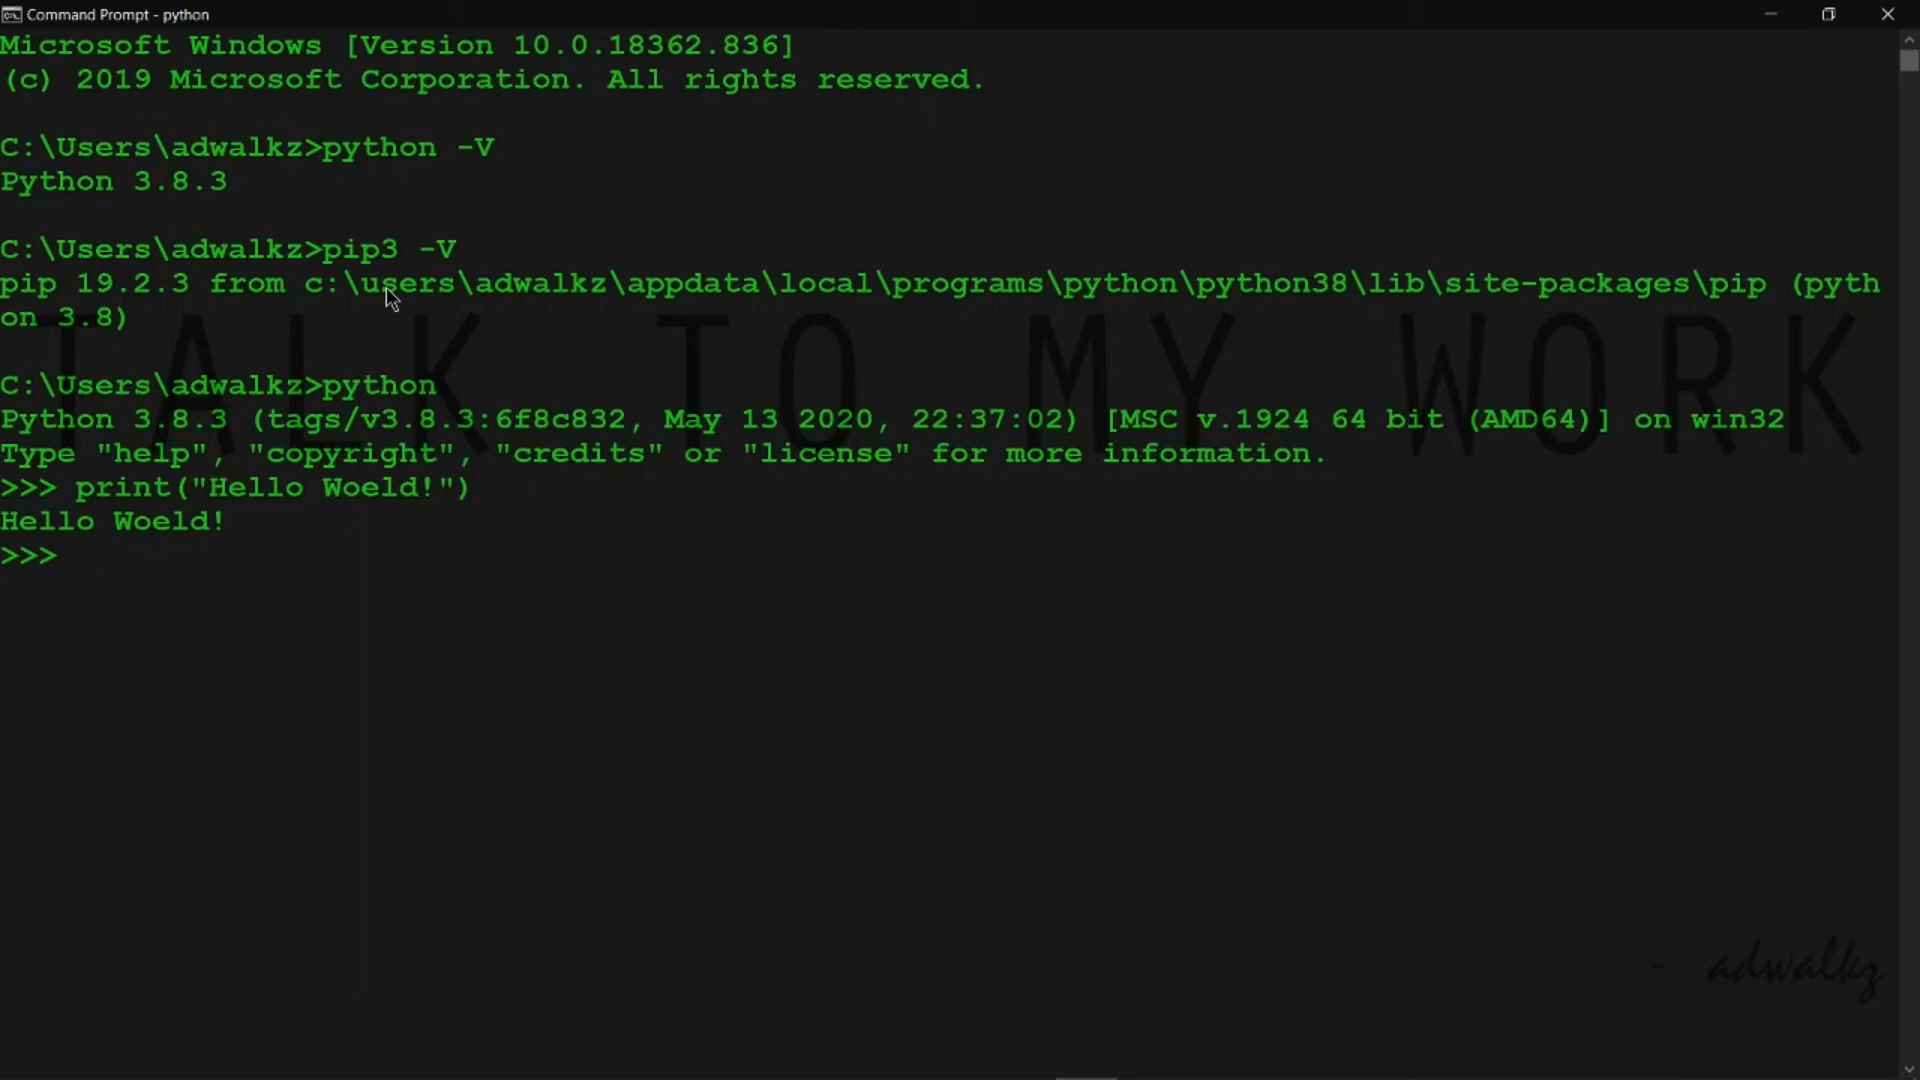 Command Prompt - python
Microsoft Windows [Version 10.0.18362.836]
(c) 2019 Microsoft Corporation. All rights reserved.
C:\Users\adwalkz>python -V
Python 3.8.3
C:\Users\adwalkz>pip3 -V
pip 19.2.3 from c:\users\adwalkz\appdata\local\programs\python\python38\lib\site-packages\pip (pyth
on 3.8)
TALK TO MY WORK
C:\Users\adwalkz>python
Python 3.8.3 (tags/v3.8.3:6f8c832, May 13 2020, 22:37:02) [MSC v.1924 64 bit (AMD64)] on win32
Type "help", "copyright", "credits" or "license" for more information.
>>> print("Hello Woeld!")
Hello Woeld!
>>>
- adwalkz